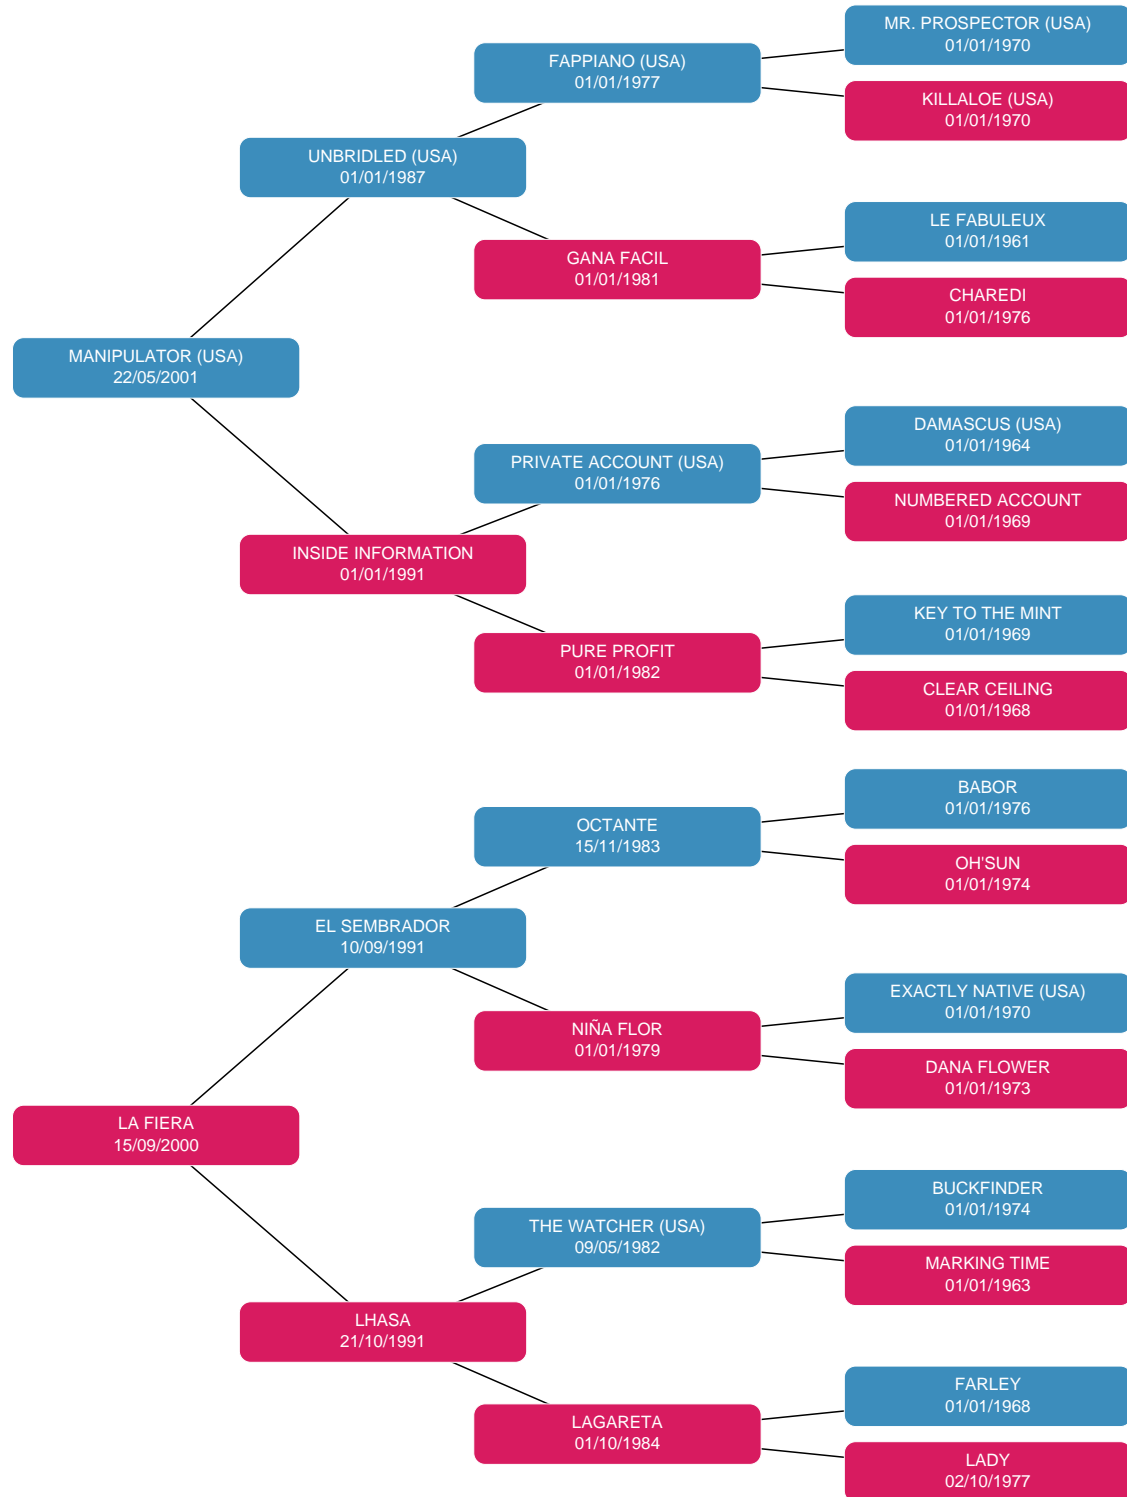 MR. PROSPECTOR (USA)
01/01/1970
FAPPIANO (USA)
01/01/1977
KILLALOE (USA)
01/01/1970
UNBRIDLED (USA)
01/01/1987
LE FABULEUX
01/01/1961
GANA FACIL
01/01/1981
CHAREDI
01/01/1976
MANIPULATOR (USA)
22/05/2001
DAMASCUS (USA)
01/01/1964
PRIVATE ACCOUNT (USA)
01/01/1976
NUMBERED ACCOUNT
01/01/1969
INSIDE INFORMATION
01/01/1991
KEY TO THE MINT
01/01/1969
PURE PROFIT
01/01/1982
CLEAR CEILING
01/01/1968
BABOR
01/01/1976
OCTANTE
15/11/1983
OH'SUN
01/01/1974
EL SEMBRADOR
10/09/1991
EXACTLY NATIVE (USA)
01/01/1970
NIÑA FLOR
01/01/1979
DANA FLOWER
01/01/1973
LA FIERA
15/09/2000
BUCKFINDER
01/01/1974
THE WATCHER (USA)
09/05/1982
MARKING TIME
01/01/1963
LHASA
21/10/1991
FARLEY
01/01/1968
LAGARETA
01/10/1984
LADY
02/10/1977